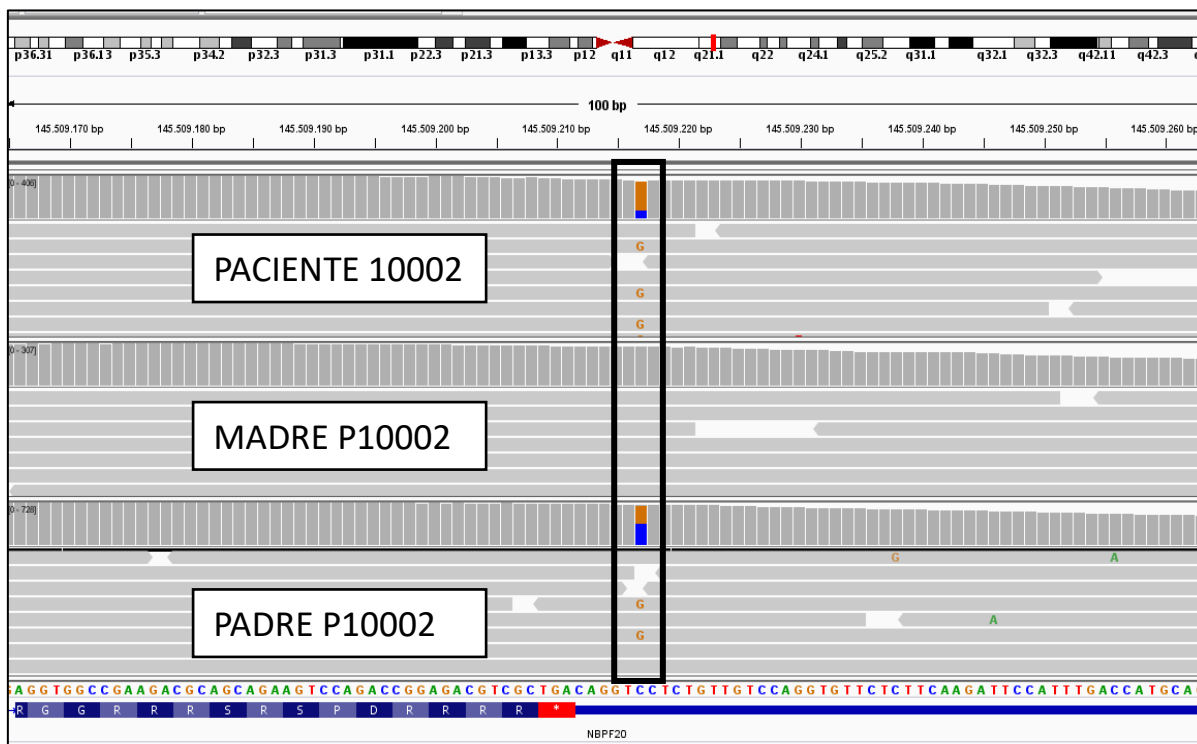 p36.31 p36.13 p35.3 p34.2 p32.3 p31.3 p31.1 p22.3 p21.3 p13.3 p12 q11 q12 q21.1 q22 q24.1 q25.2 q31.1 q32.1 q32.3 q42.11 q42.3
100 bp
145.509.170 bp 145.509.180 bp 145.509.190 bp 145.509.200 bp 145.509.210 bp 145.509.220 bp 145.509.230 bp 145.509.240 bp 145.509.250 bp 145.509.260 bp
[0 - 406]
G
PACIENTE 10002
G
G
[0 - 307]
MADRE P10002
[0 - 728]
G A
G
PADRE P10002 A
G
GAGGTGGCCGAAGACGCAGCAGAAGTCCAGACCGGAGACGTCGCTGACAGGTCCTCTGTTGTCCAGGTGTTCTCTTCAAGATTCCATTTGACCATGCAG
R G G R R R S R S P D R R R R *
NBPF20